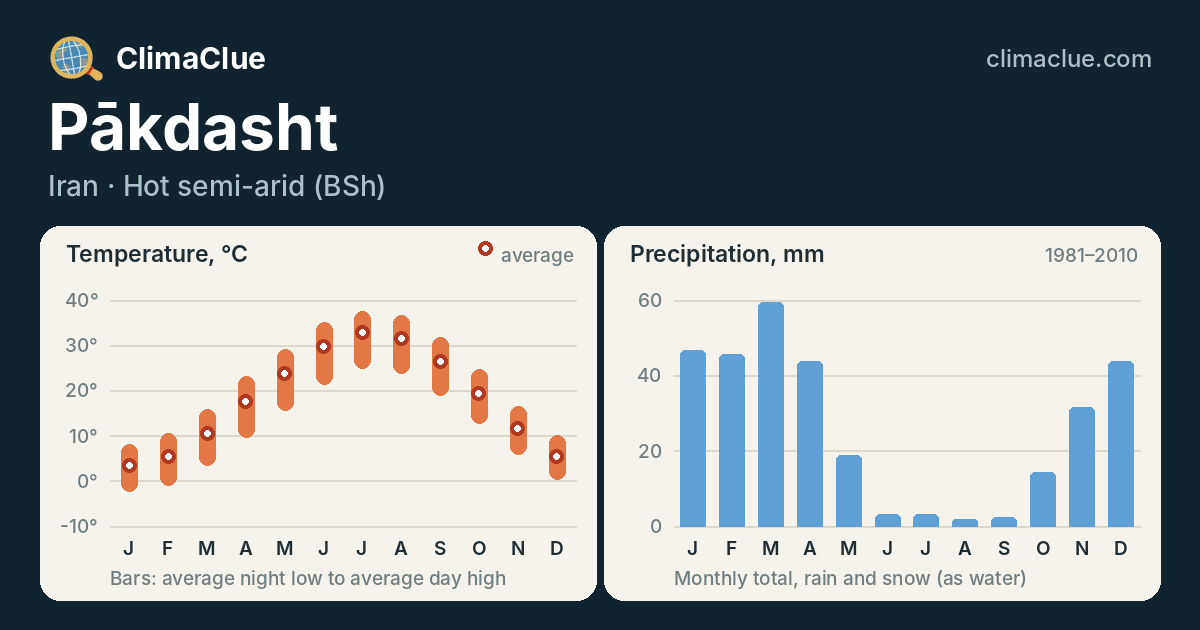 ClimaClue
climaclue.com
Pākdasht
Iran · Hot semi-arid (BSh)
Temperature, °C
average
40°
30°
20°
10°
0°
-10°
J F M A M J J A S O N D
Bars: average night low to average day high
Precipitation, mm
1981–2010
60
40
20
0
J F M A M J J A S O N D
Monthly total, rain and snow (as water)